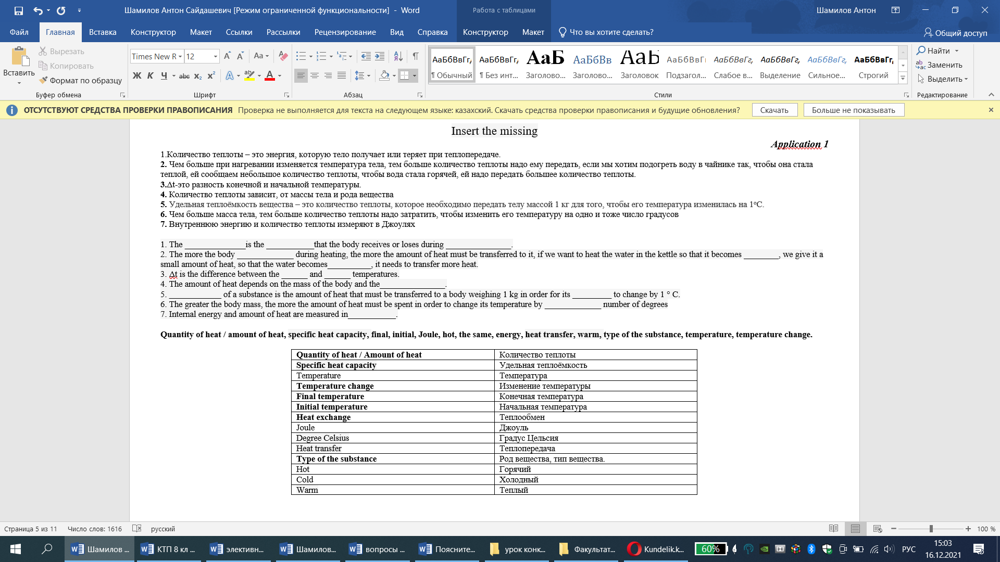 Шамилов Антон Сайдашевич [Режим ограниченной функциональности] - Word
Работа с таблицами
Шамилов Антон
Файл Главная Вставка Конструктор Макет Ссылки Рассылки Рецензирование Вид Справка Конструктор Макет Что вы хотите сделать? Общий доступ
Вставить
Вырезать
Копировать
Формат по образцу
Буфер обмена
Times New R 12
Шрифт
Абзац
АаБбВвГг, АаБбВвГг, АаБ АаБбВв АаБ АаБбВвГг АаБбВвГг, АаБбВвГг, АаБбВвГг, АаБбВвГг,
¶ Обычный ¶ Без инт... Заголово... Заголово... Заголовок Подзагол... Слабое в... Выделение Сильное... Строгий
Стили
Найти
Заменить
Выделить
Редактирование
ОТСУТСТВУЮТ СРЕДСТВА ПРОВЕРКИ ПРАВОПИСАНИЯ Проверка не выполняется для текста на следующем языке: казахский. Скачать средства проверки правописания и будущие обновления? Скачать Больше не показывать
Insert the missing
Application 1
1.Количество теплоты – это энергия, которую тело получает или теряет при теплопередаче.
2. Чем больше при нагревании изменяется температура тела, тем больше количество теплоты надо ему передать, если мы хотим подогреть воду в чайнике так, чтобы она стала
теплой, ей сообщаем небольшое количество теплоты, чтобы вода стала горячей, ей надо передать большее количество теплоты.
3.Δt-это разность конечной и начальной температуры.
4. Количество теплоты зависит, от массы тела и рода вещества
5. Удельная теплоёмкость вещества – это количество теплоты, которое необходимо передать телу массой 1 кг для того, чтобы его температура изменилась на 1°С.
6. Чем больше масса тела, тем больше количество теплоты надо затратить, чтобы изменить его температуру на одно и тоже число градусов
7. Внутреннюю энергию и количество теплоты измеряют в Джоулях
1. The ______________is the ___________that the body receives or loses during _______________.
2. The more the body _____________ during heating, the more the amount of heat must be transferred to it, if we want to heat the water in the kettle so that it becomes ________, we give it a
small amount of heat, so that the water becomes__________, it needs to transfer more heat.
3. Δt is the difference between the ______ and ______ temperatures.
4. The amount of heat depends on the mass of the body and the_______________.
5. ____________ of a substance is the amount of heat that must be transferred to a body weighing 1 kg in order for its _________ to change by 1 ° C.
6. The greater the body mass, the more the amount of heat must be spent in order to change its temperature by _____________ number of degrees
7. Internal energy and amount of heat are measured in___________.
Quantity of heat / amount of heat, specific heat capacity, final, initial, Joule, hot, the same, energy, heat transfer, warm, type of the substance, temperature, temperature change.
Quantity of heat / Amount of heat Количество теплоты
Specific heat capacity Удельная теплоёмкость
Temperature Температура
Temperature change Изменение температуры
Final temperature Конечная температура
Initial temperature Начальная температура
Heat exchange Теплообмен
Joule Джоуль
Degree Celsius Градус Цельсия
Heat transfer Теплопередача
Type of the substance Род вещества, тип вещества.
Hot Горячий
Cold Холодный
Warm Теплый
Страница 5 из 11 Число слов: 1616 русский 100 %
Шамилов ... КТП 8 кл ... элективн... Шамилов... вопросы ... Поясните... урок конк... Факультат... Kundelik.k... 60% РУС 15:03
16.12.2021